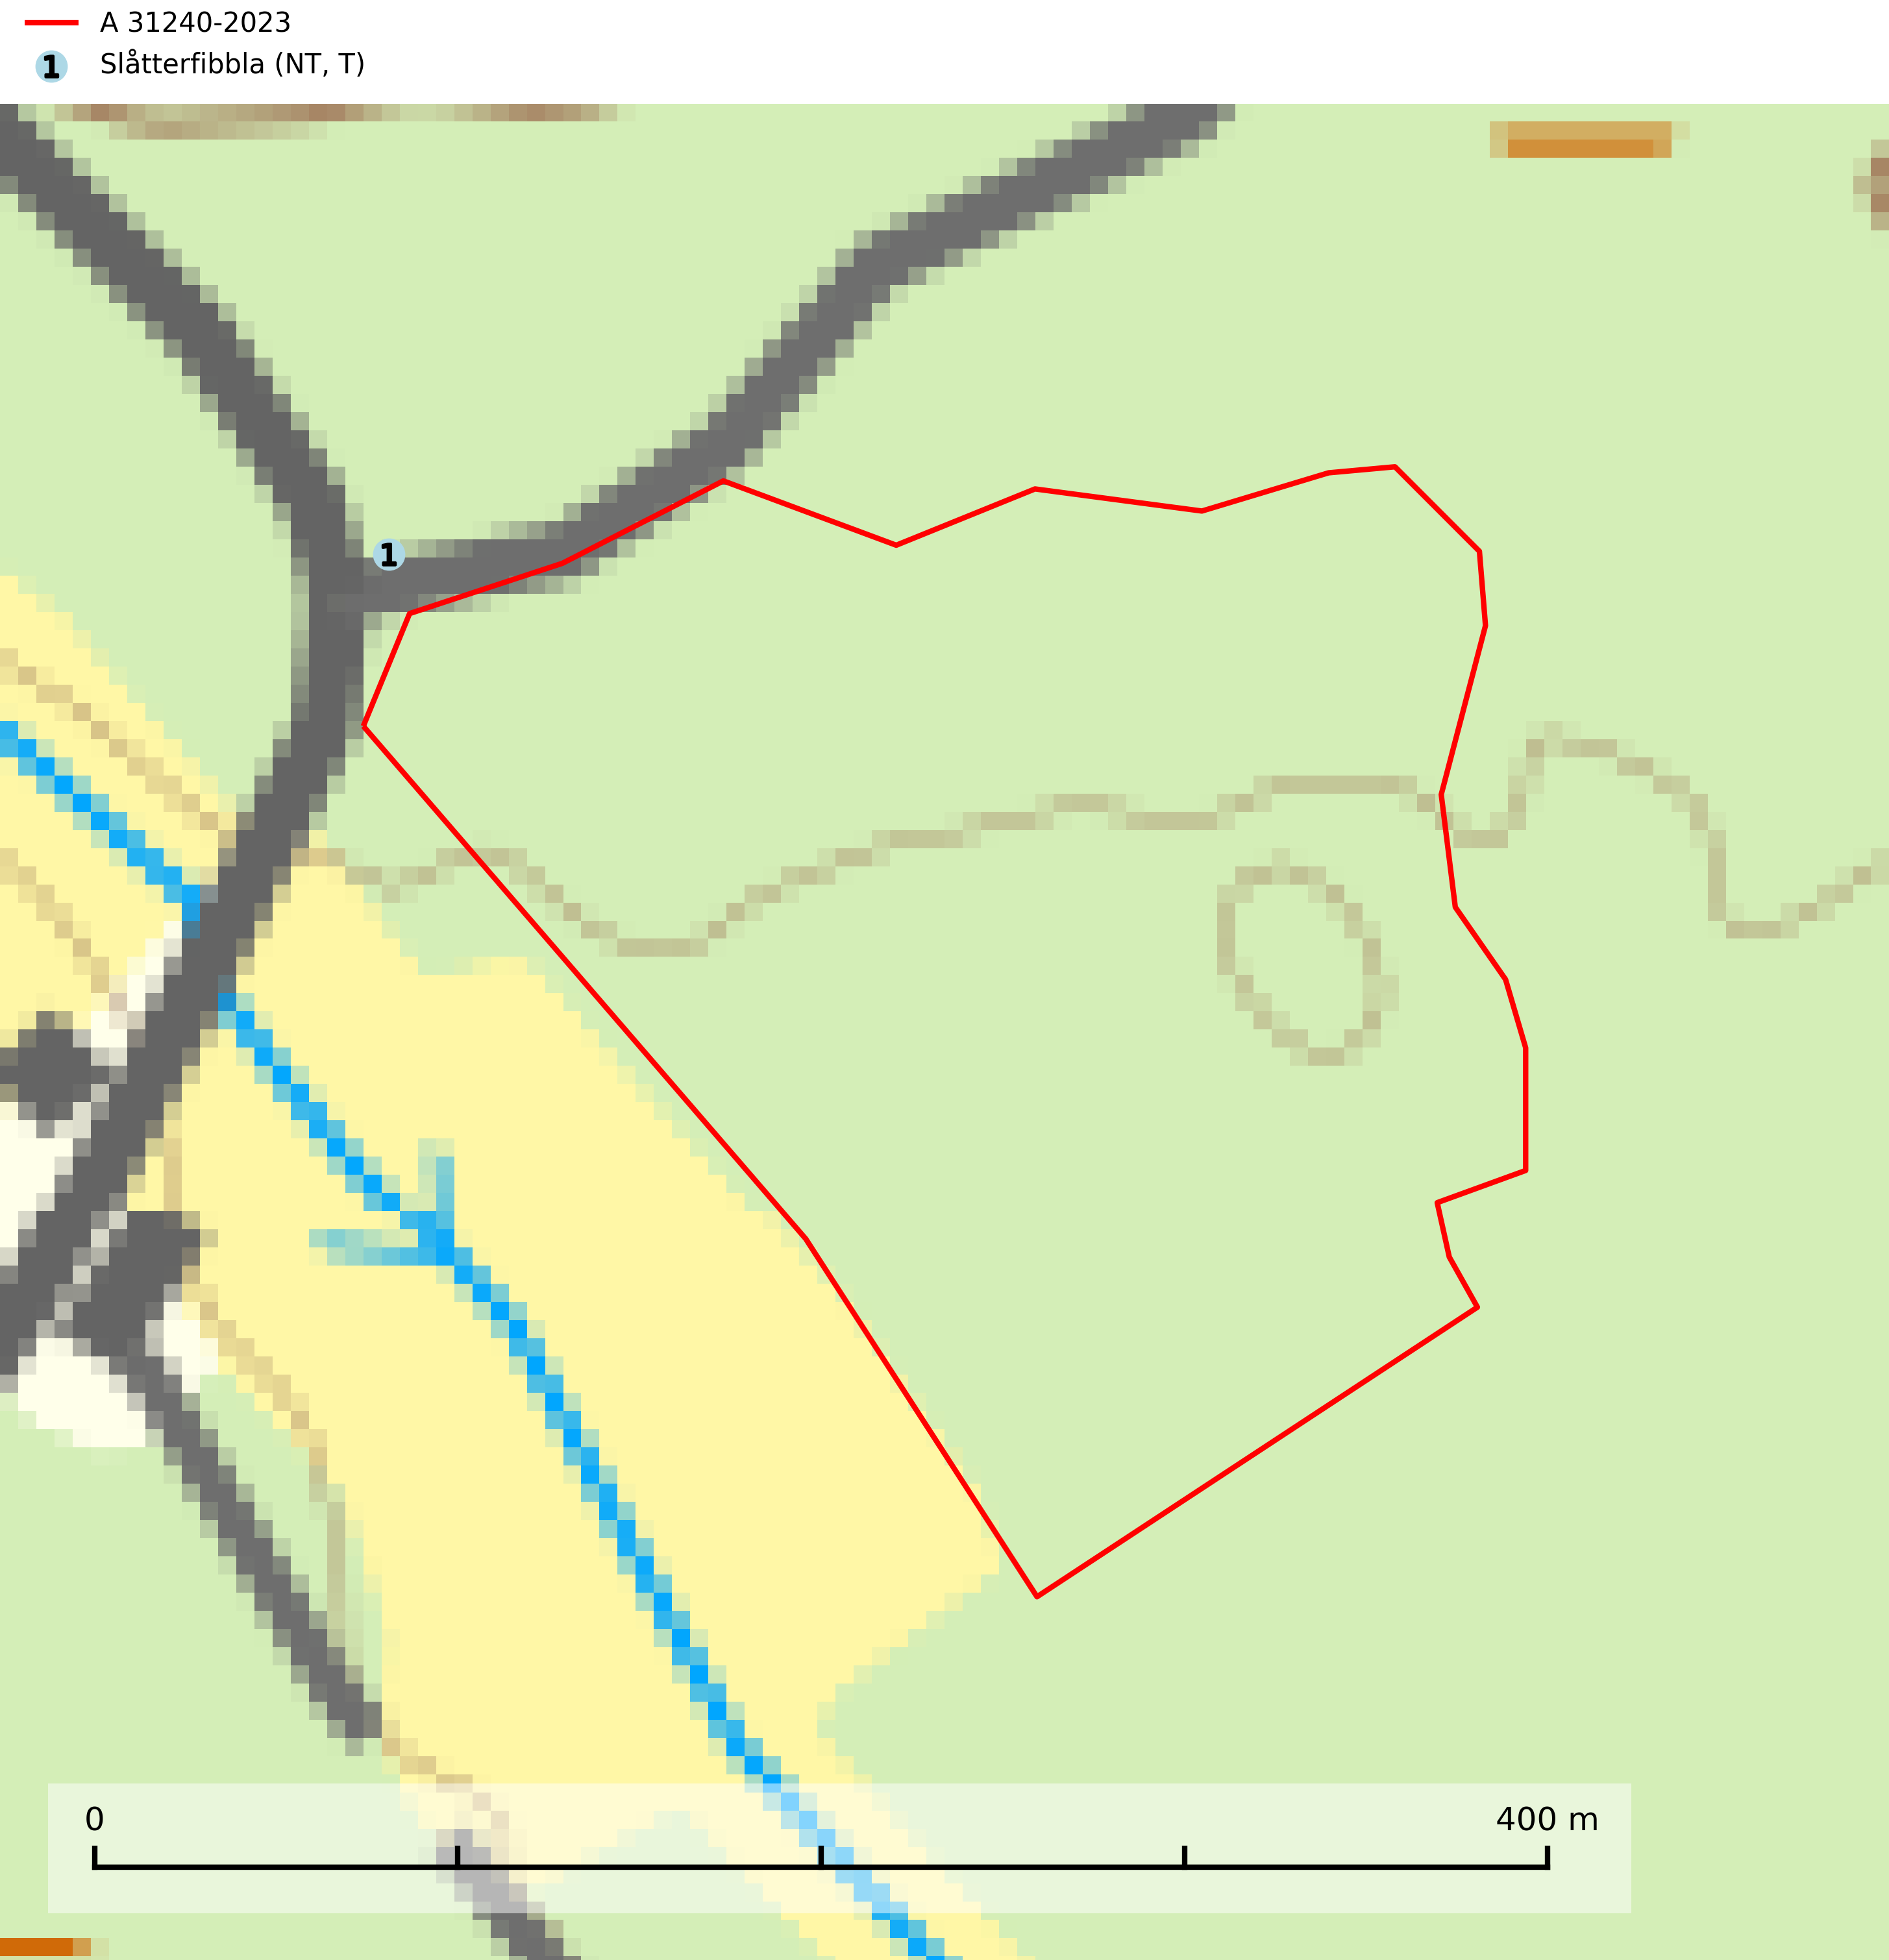 A 31240-2023
1 Slåtterfibbla (NT, T)
1
0 400 m